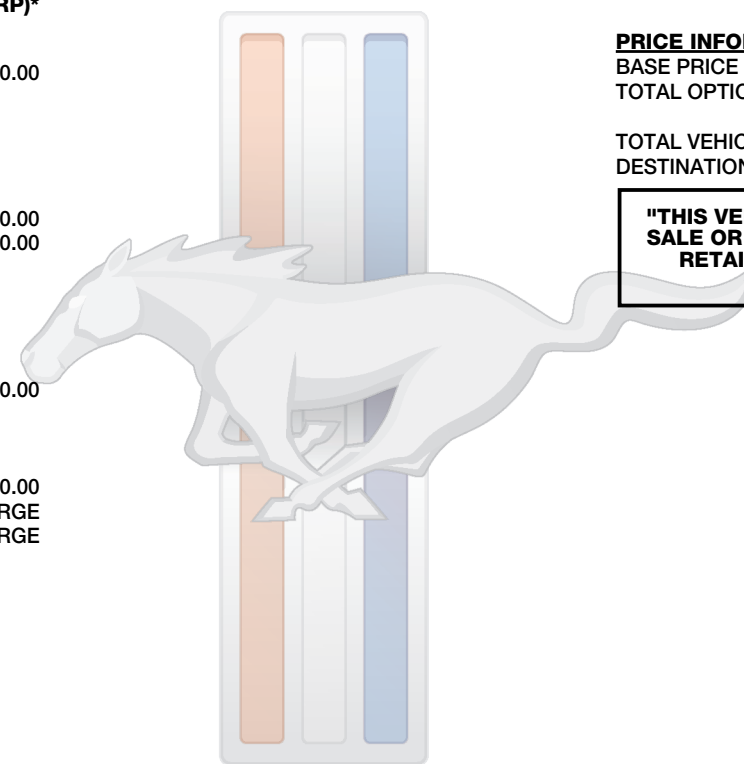 RP)*
0.00
0.00
0.00
0.00
0.00
RGE
RGE
PRICE INFO
BASE PRICE
TOTAL OPTIO
TOTAL VEHIC
DESTINATION
"THIS VE
SALE OR
RETAI